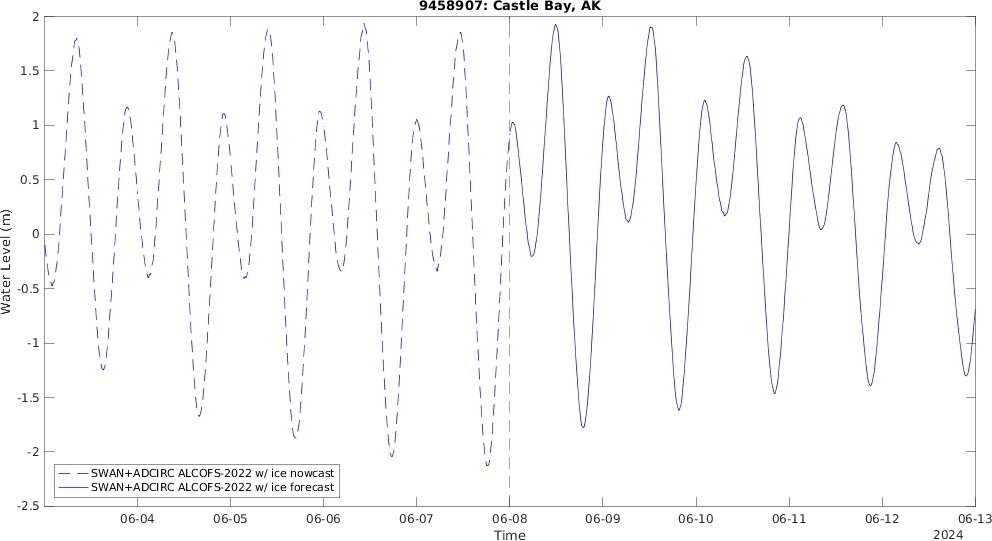 9458907: Castle Bay, AK
2
1.5
1
0.5
0
-0.5
-1
-1.5
-2
-2.5
Water Level (m)
SWAN+ADCIRC ALCOFS-2022 w/ ice nowcast
SWAN+ADCIRC ALCOFS-2022 w/ ice forecast
06-04 06-05 06-06 06-07 06-08 06-09 06-10 06-11 06-12 06-13
Time
2024